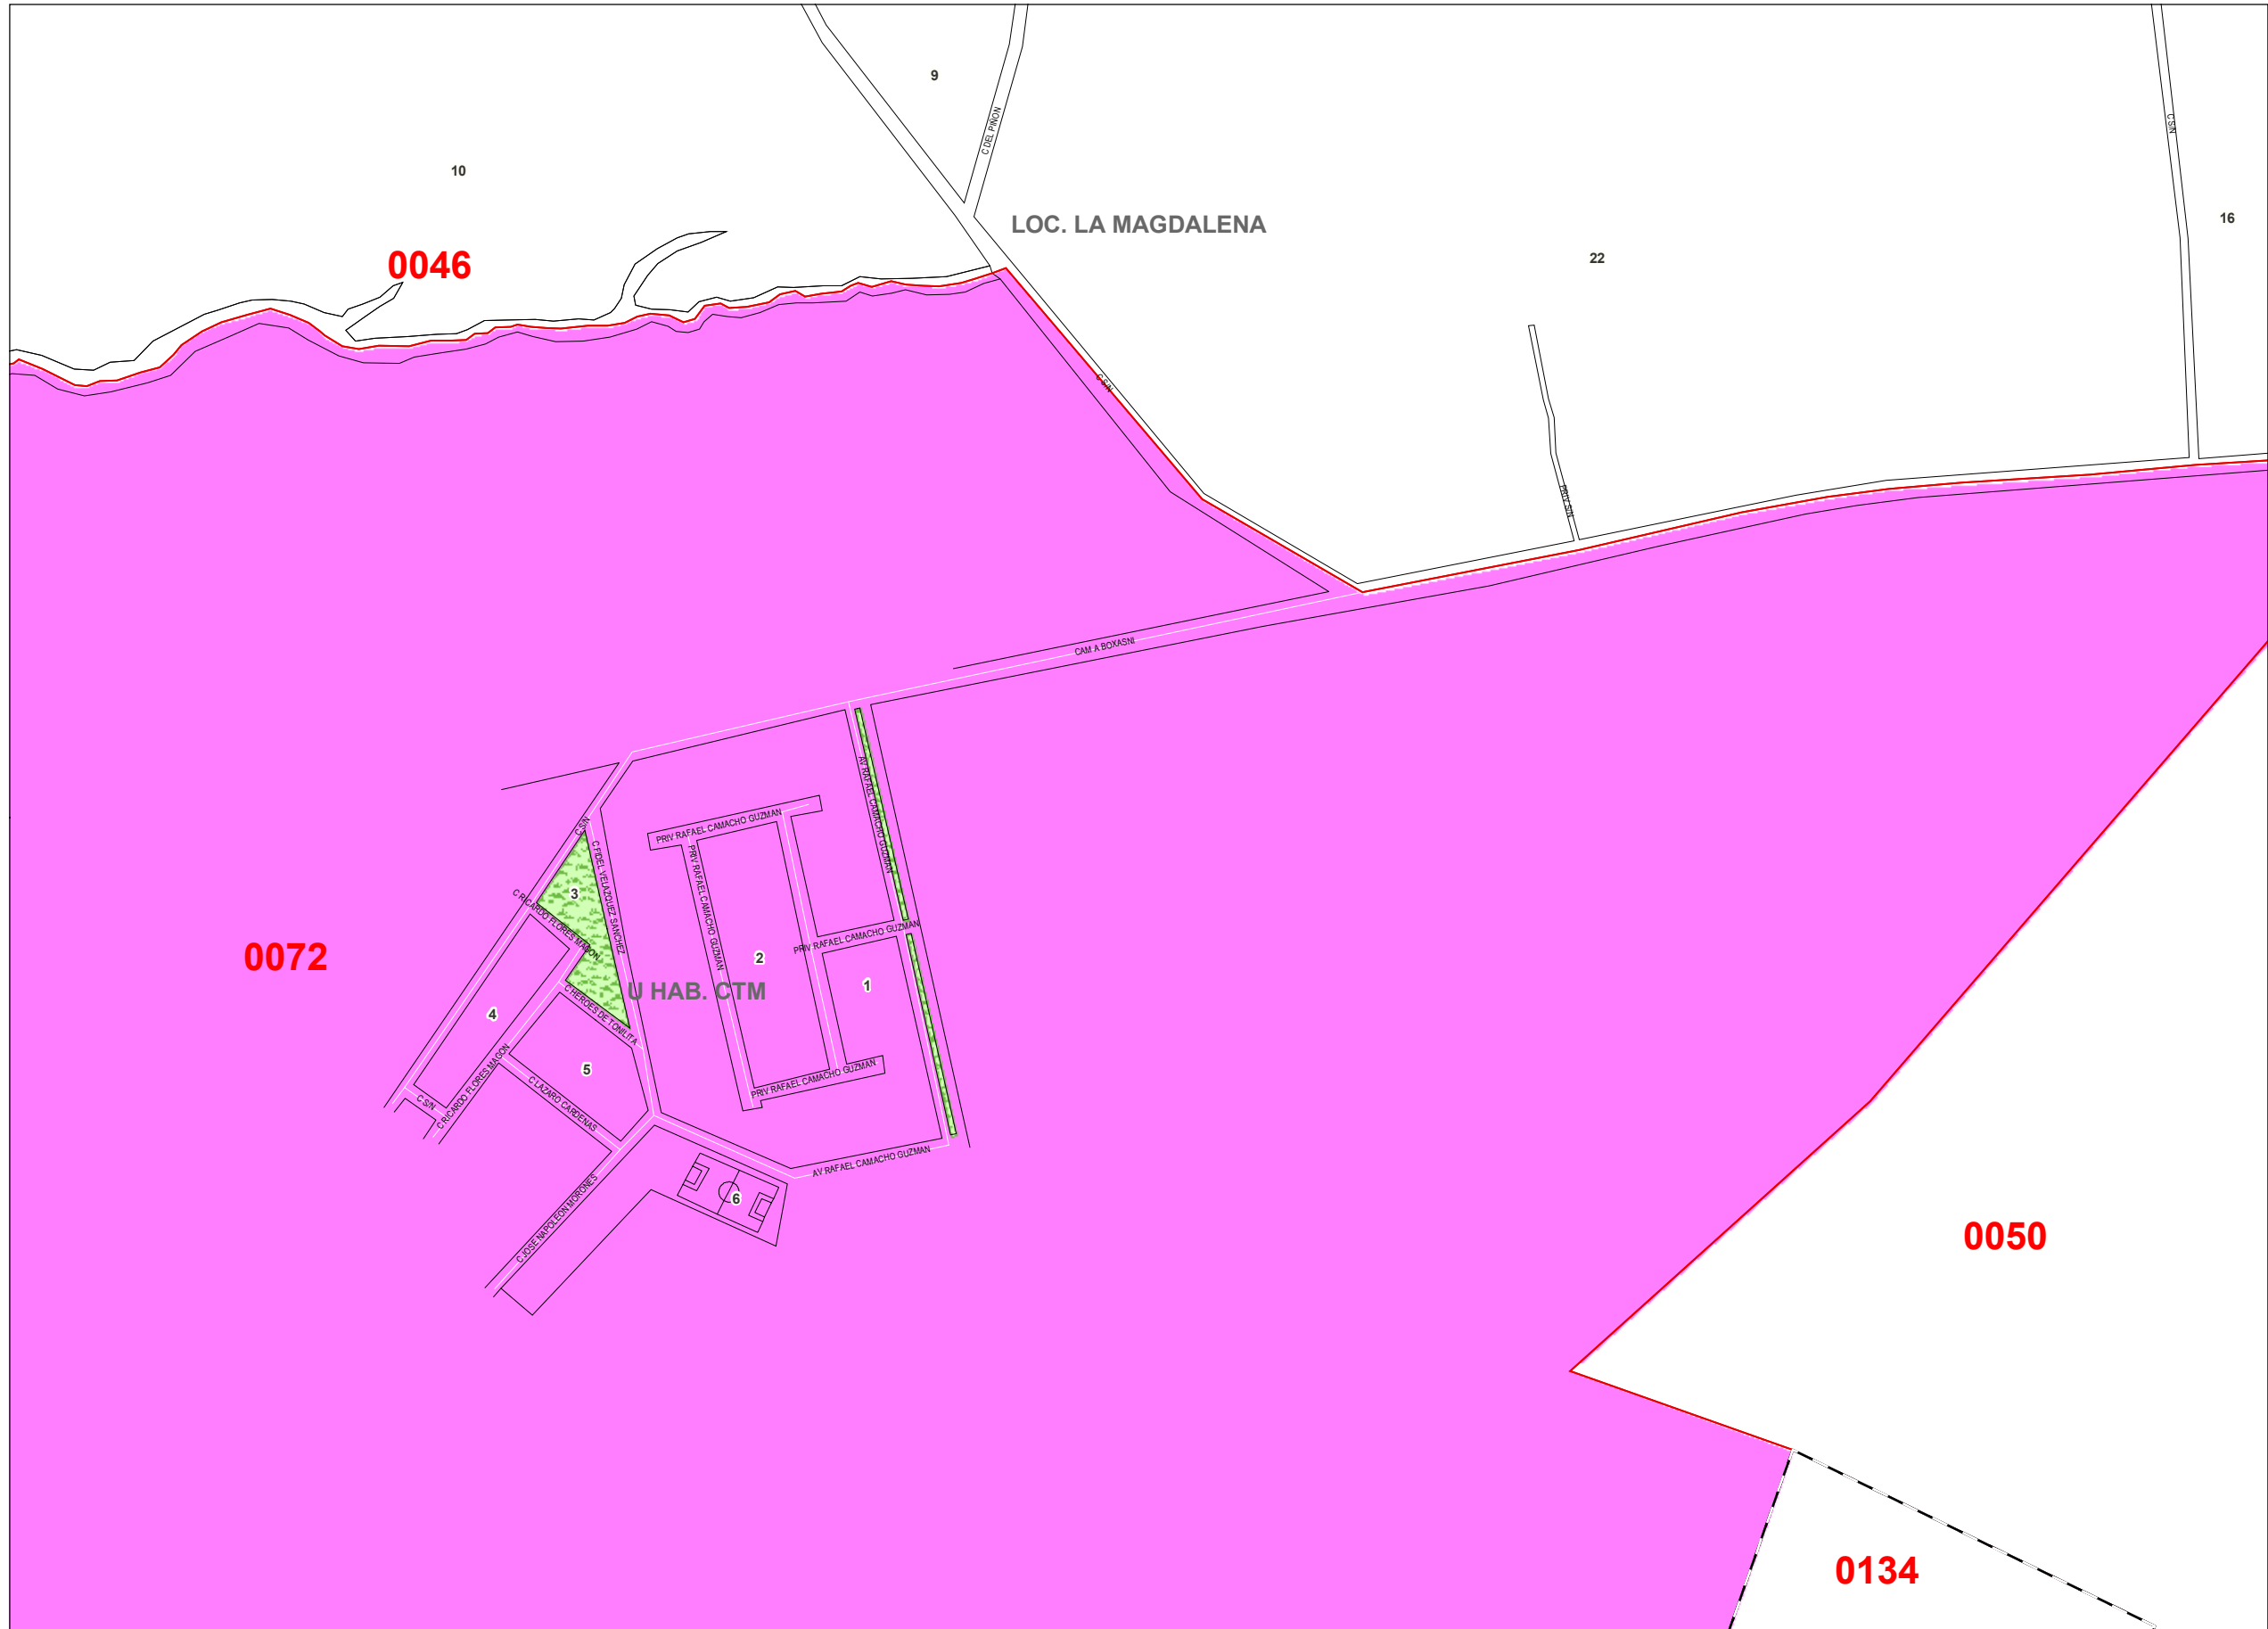 9
C DEL PIÑON
C S/N
10
16
LOC. LA MAGDALENA
22
0046
C S/N
PRIV S/N
CAM A BOXASNI
AV RAFAEL CAMACHO GUZMAN
PRIV RAFAEL CAMACHO GUZMAN
C S/N
C FIDEL VELAZQUEZ SANCHEZ
PRIV RAFAEL CAMACHO GUZMAN
3
C RICARDO FLORES MAGON
PRIV RAFAEL CAMACHO GUZMAN
0072
2
1
U HAB. CTM
C HEROES DE TONILITA
4
5
C RICARDO FLORES MAGON
C LAZARO CARDENAS
PRIV RAFAEL CAMACHO GUZMAN
C S/N
AV RAFAEL CAMACHO GUZMAN
6
C JOSE NAPOLEON MORONES
0050
0134